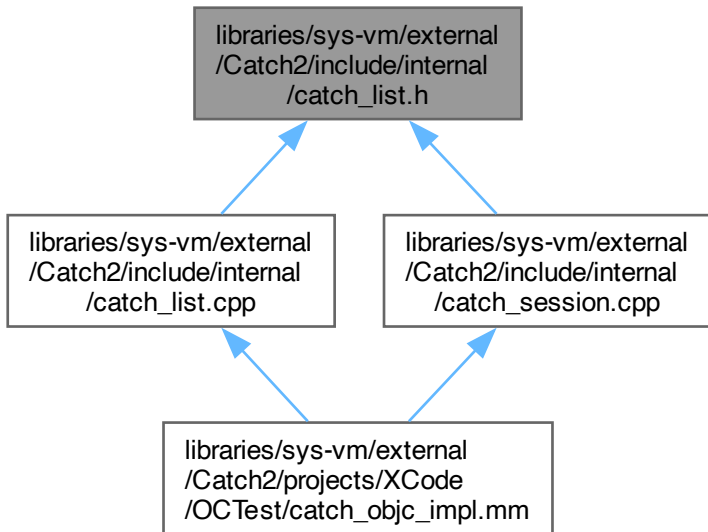 libraries/sys-vm/external
/Catch2/include/internal
/catch_list.h
libraries/sys-vm/external
/Catch2/include/internal
/catch_list.cpp
libraries/sys-vm/external
/Catch2/include/internal
/catch_session.cpp
libraries/sys-vm/external
/Catch2/projects/XCode
/OCTest/catch_objc_impl.mm